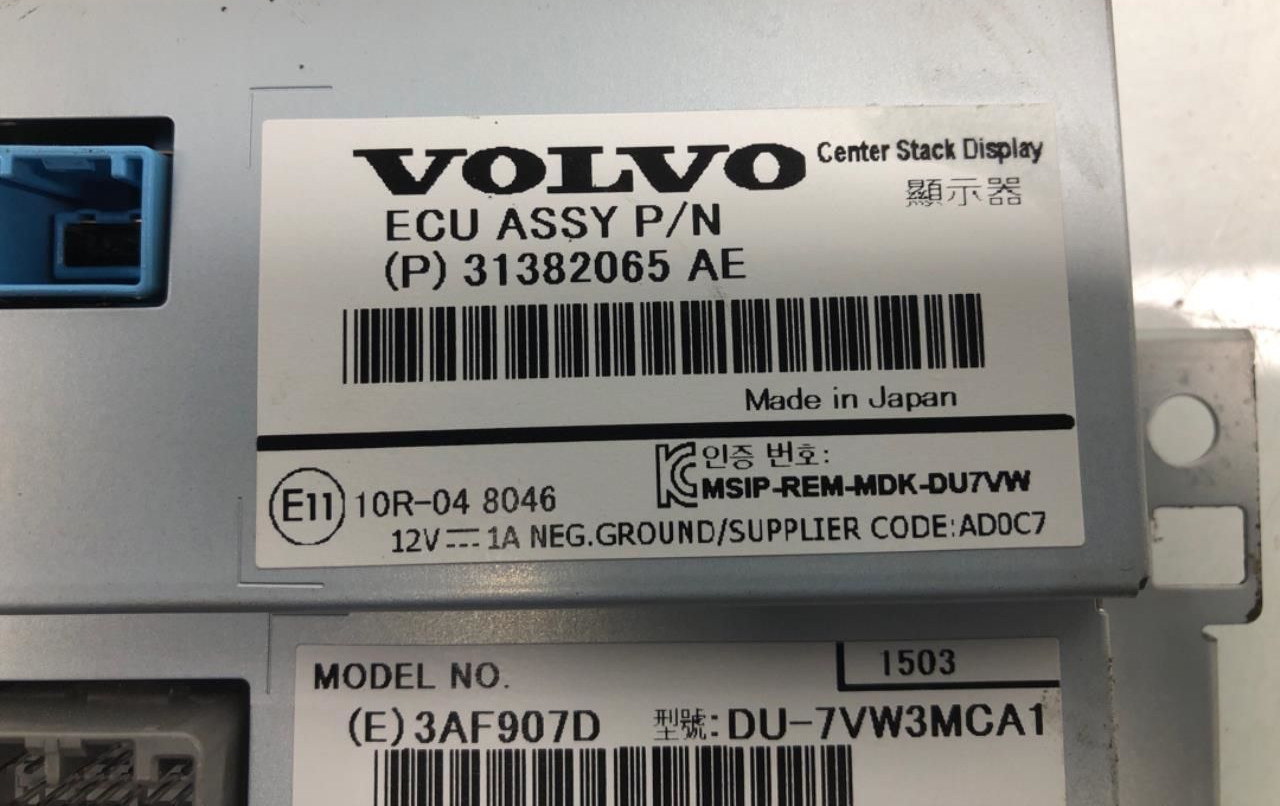 VOLVO Center Stack Display
顯示器
ECU ASSY P/N
(P) 31382065 AE
Made in Japan
인증 번호:
MSIP-REM-MDK-DU7VW
E11 10R-04 8046
12V 1A NEG.GROUND/SUPPLIER CODE:AD0C7
MODEL NO. 1503
(E)3AF907D 型號:DU-7VW3MCA1